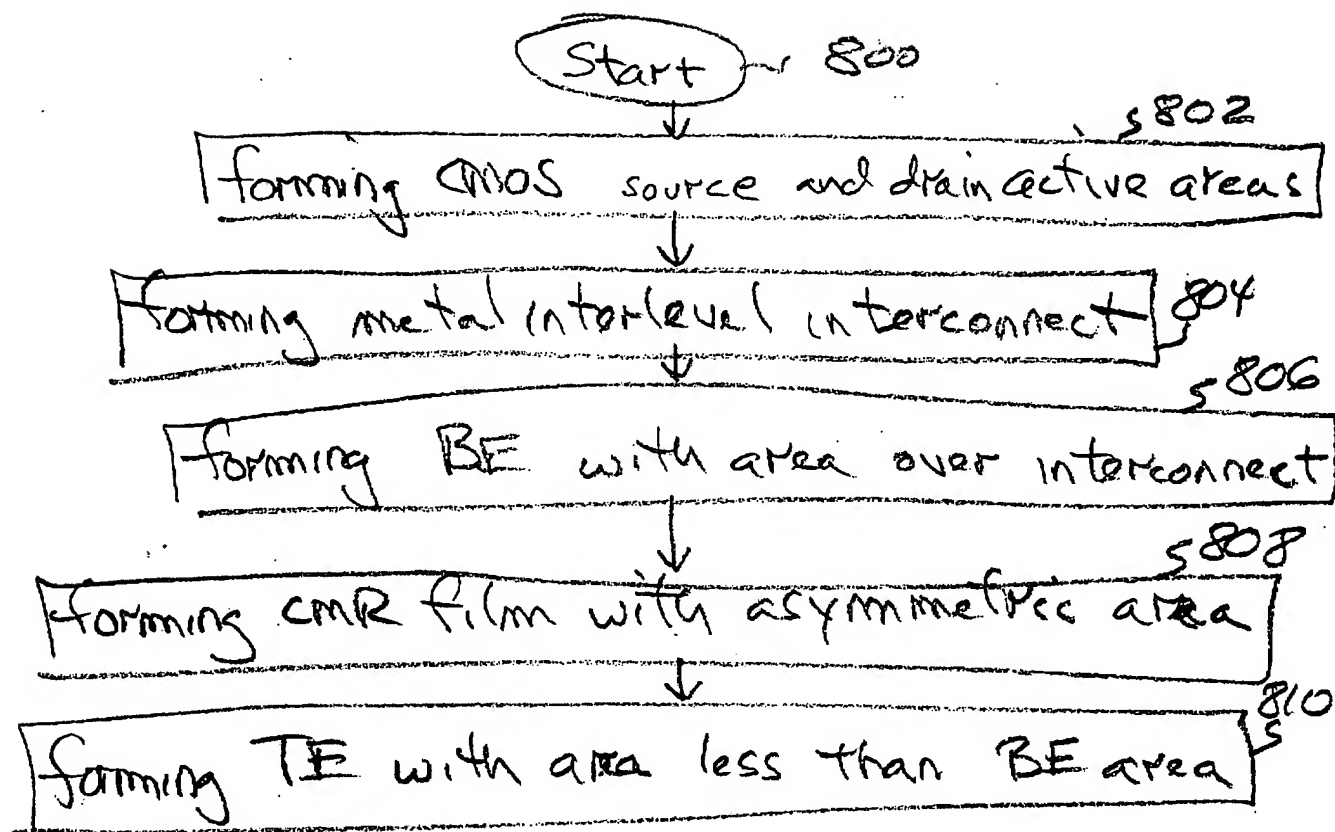 Start 800
802
forming CMOS source and drain active areas
forming metal interlevel interconnect 804
806
forming BE with area over interconnect
808
forming CMR film with asymmetric area
810
forming TE with area less than BE area